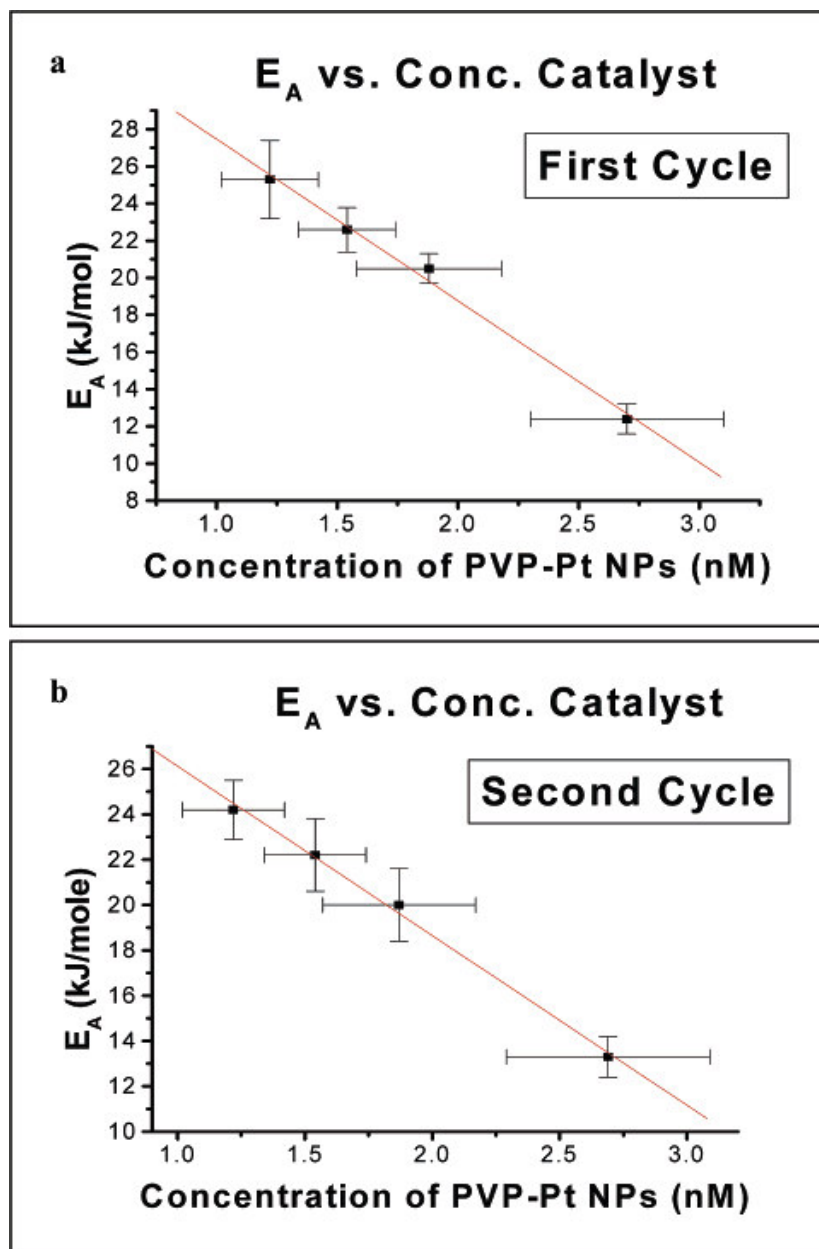 a
E_A vs. Conc. Catalyst
First Cycle
E_A (kJ/mol)
28
26
24
22
20
18
16
14
12
10
8
1.0 1.5 2.0 2.5 3.0
Concentration of PVP-Pt NPs (nM)
b
E_A vs. Conc. Catalyst
Second Cycle
E_A (kJ/mole)
26
24
22
20
18
16
14
12
10
1.0 1.5 2.0 2.5 3.0
Concentration of PVP-Pt NPs (nM)